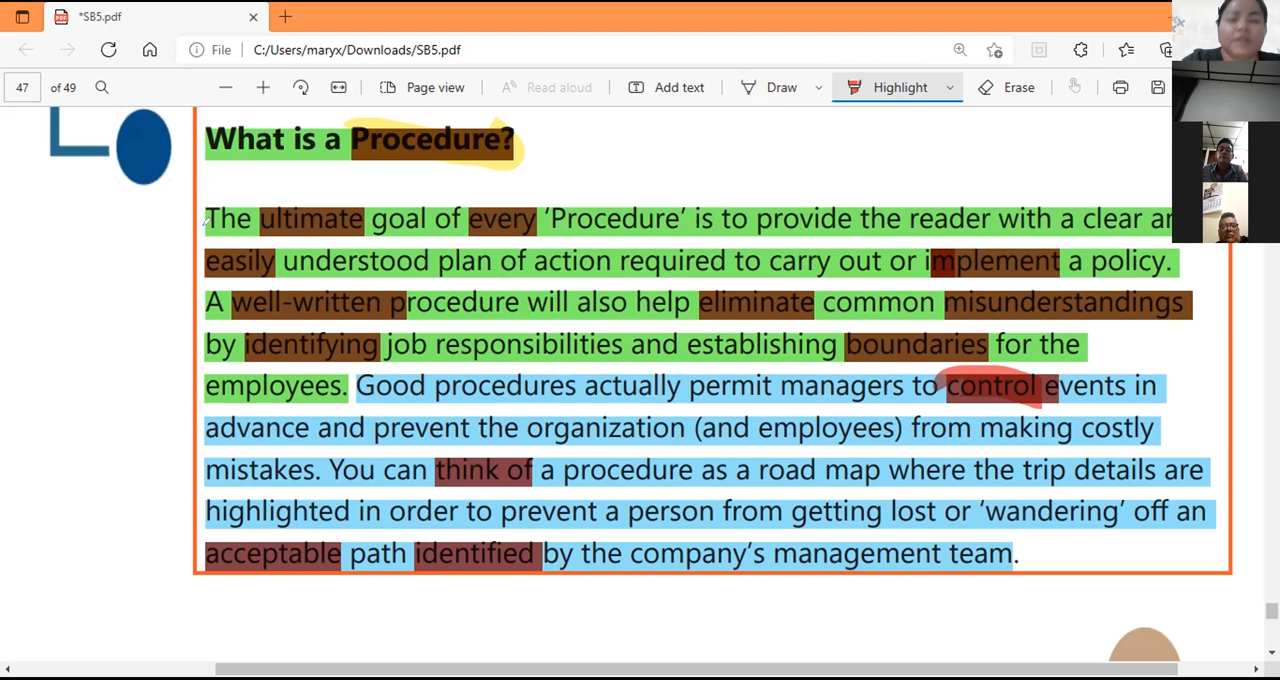 *SB5.pdf
File C:/Users/maryx/Downloads/SB5.pdf
47 of 49 Page view Read aloud Add text Draw Highlight Erase
What is a Procedure?
The ultimate goal of every ‘Procedure’ is to provide the reader with a clear
easily understood plan of action required to carry out or implement a policy.
A well-written procedure will also help eliminate common misunderstandings
by identifying job responsibilities and establishing boundaries for the
employees. Good procedures actually permit managers to control events in
advance and prevent the organization (and employees) from making costly
mistakes. You can think of a procedure as a road map where the trip details are
highlighted in order to prevent a person from getting lost or ‘wandering’ off an
acceptable path identified by the company’s management team.